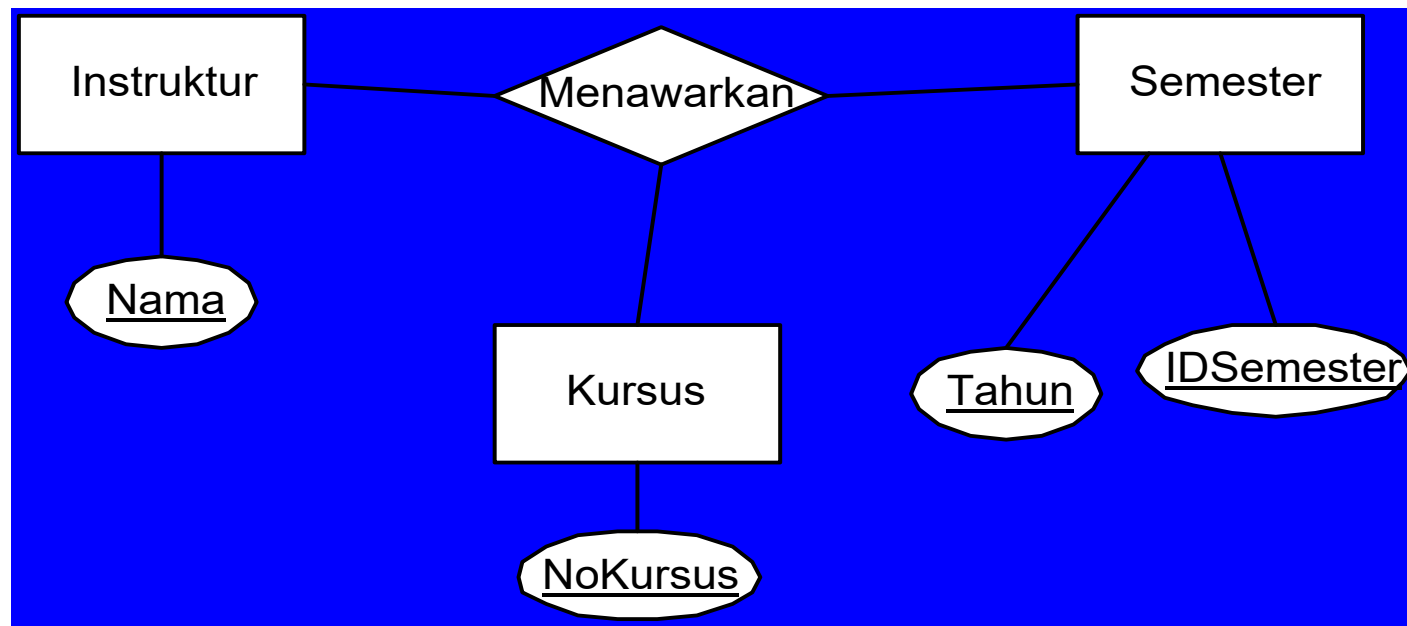 Instruktur
Menawarkan
Semester
Nama
Kursus
Tahun
IDSemester
NoKursus